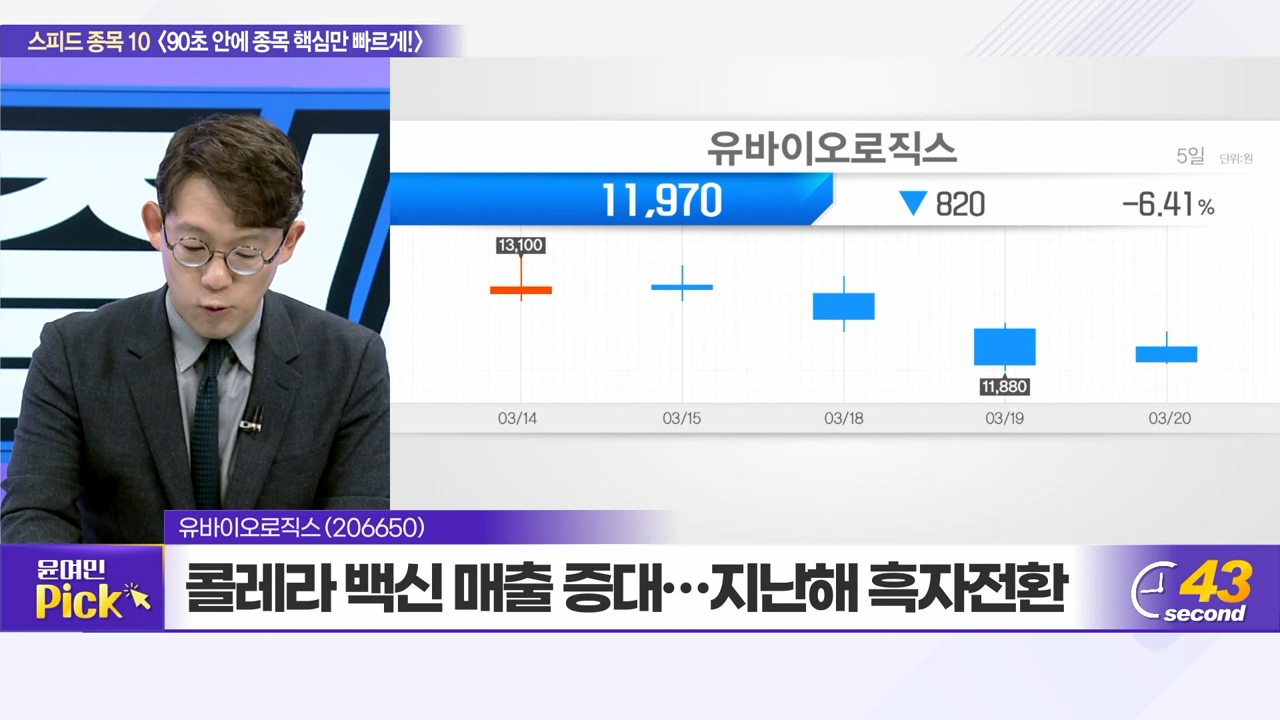 스피드 종목 10 <90초 안에 종목 핵심만 빠르게!>
유바이오로직스
5일 단위:원
11,970 ▼ 820 -6.41%
13,100
11,880
03/14 03/15 03/18 03/19 03/20
유바이오로직스(206650)
윤여민
Pick
콜레라 백신 매출 증대…지난해 흑자전환
43
second